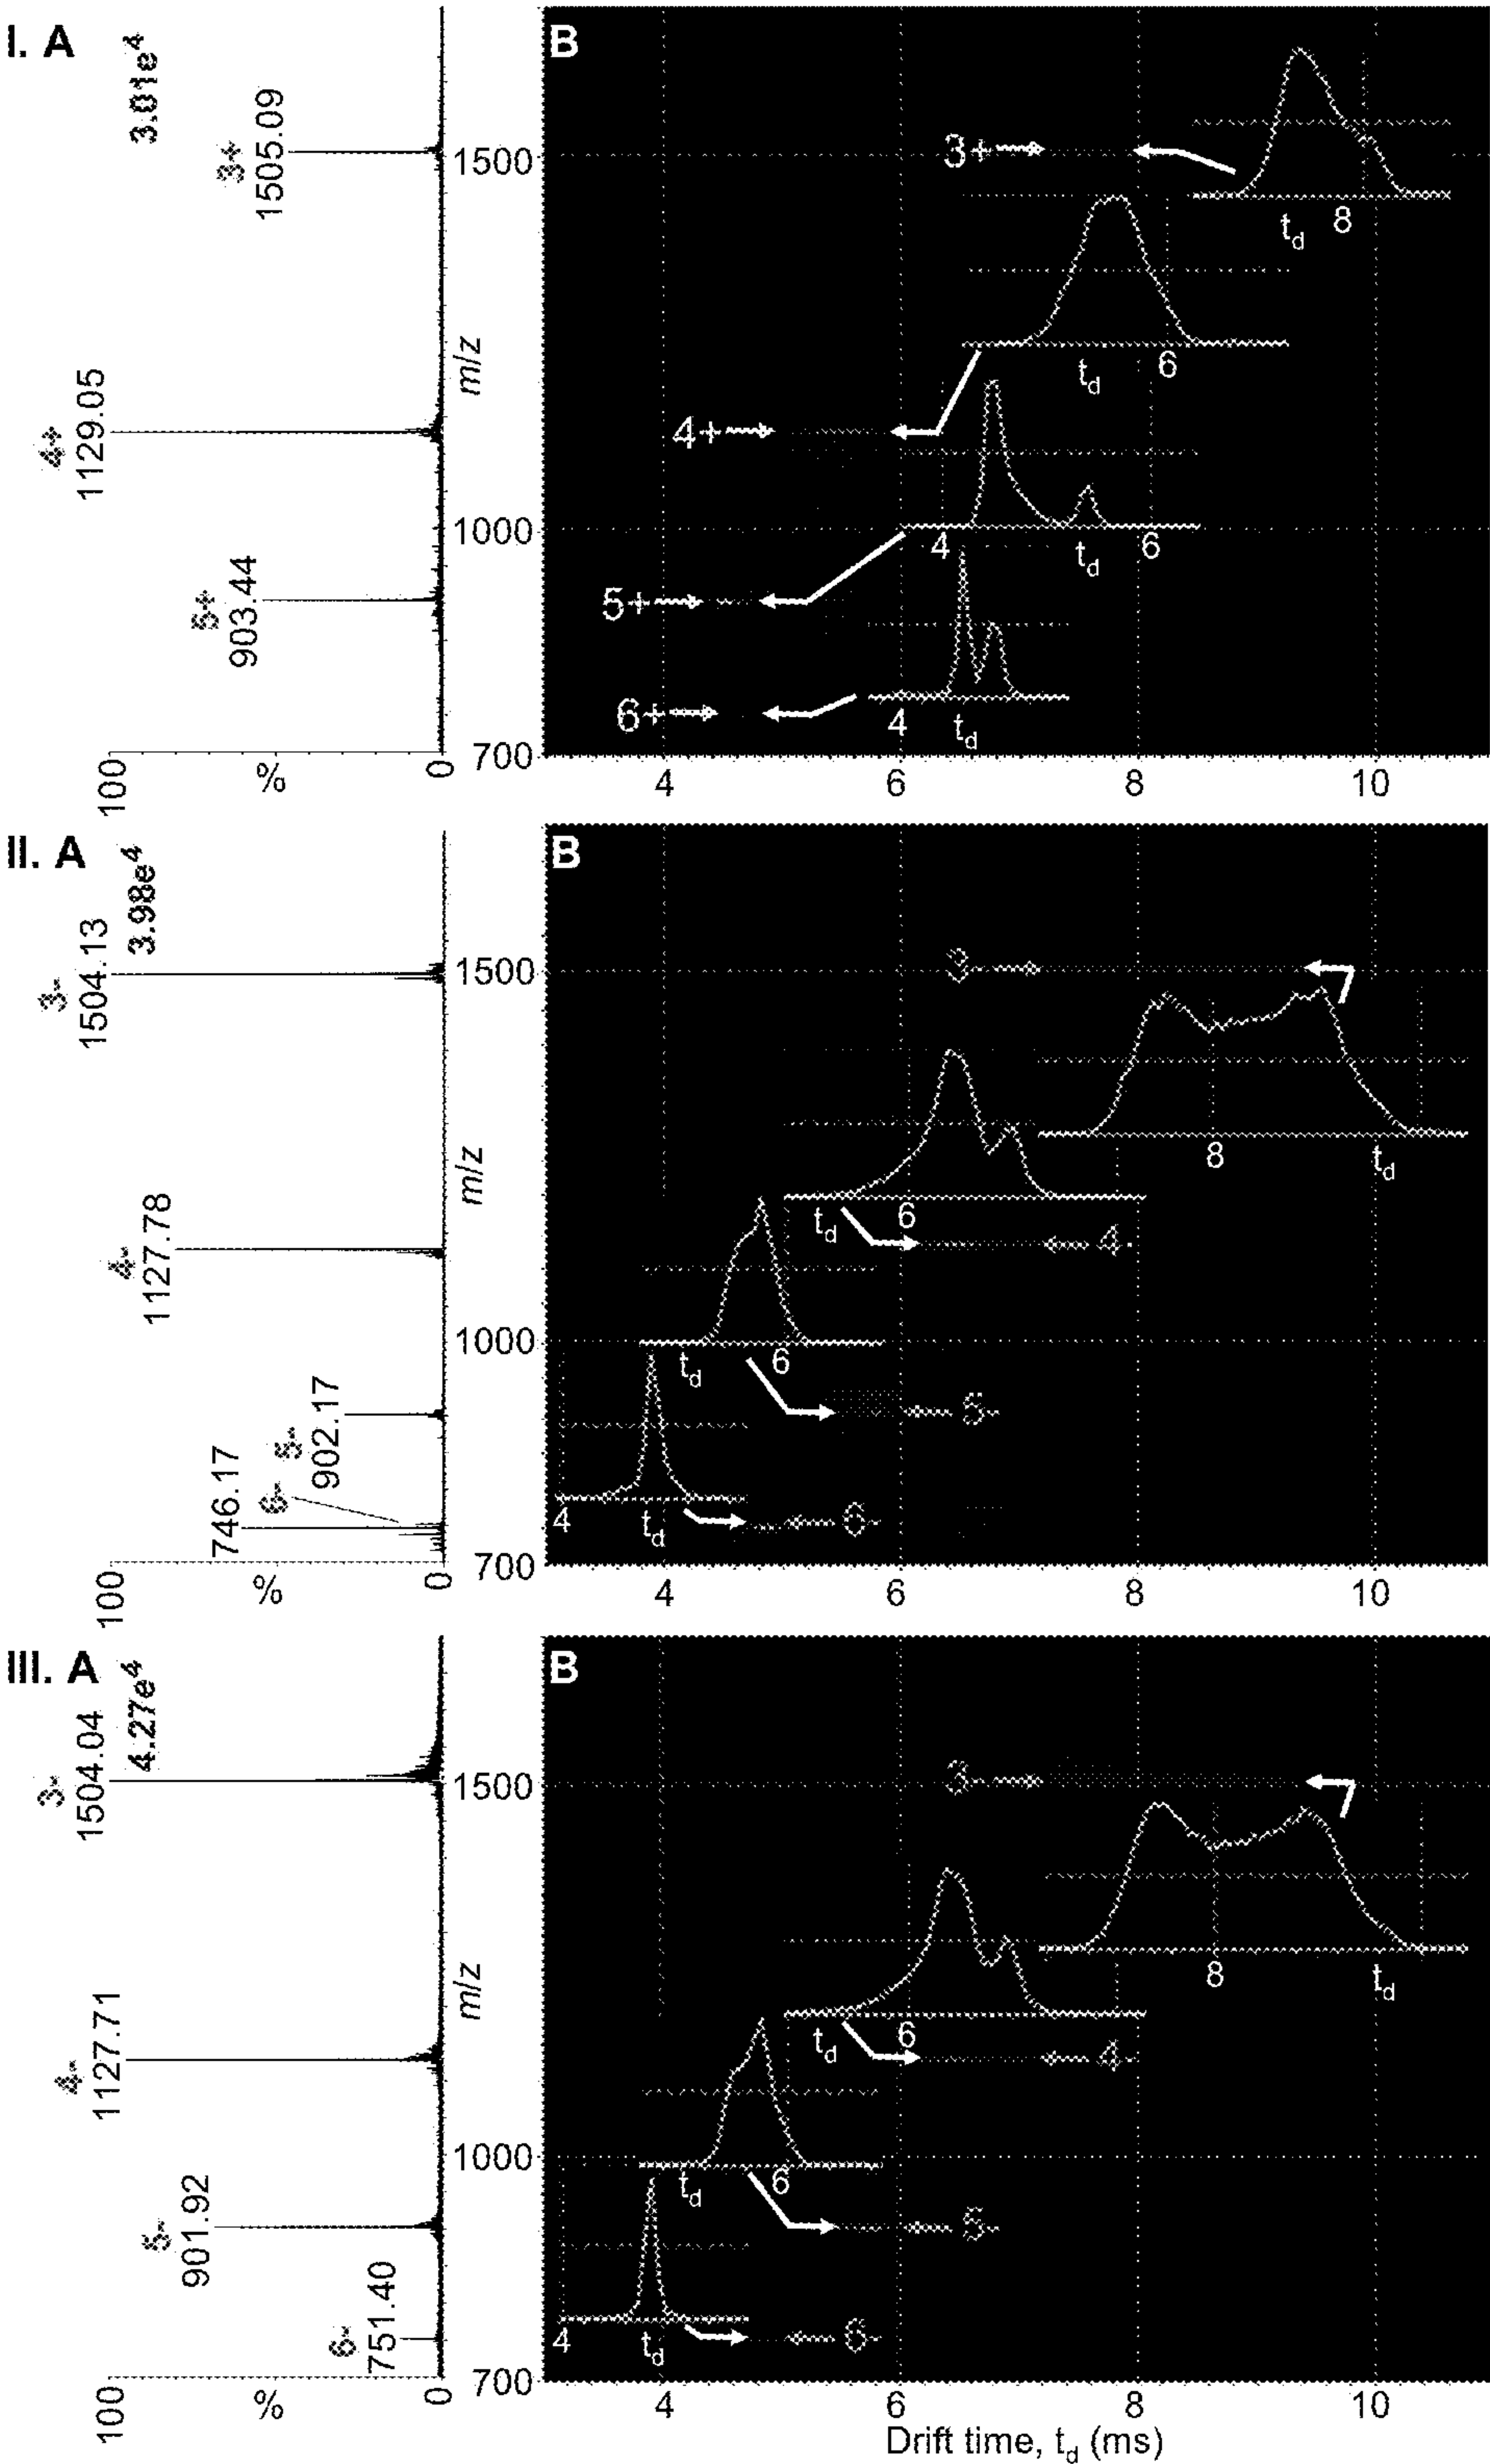 I. A
3.01e⁴
3+
1505.09
4+
1129.05
5+
903.44
100
%
0
1500
m/z
1000
700
B
3+
t_d 8
4+
t_d 6
5+
4 t_d 6
6+
4 t_d
4 6 8 10
II. A
3.98e⁴
3-
1504.13
4-
1127.78
5-
902.17
6-
746.17
100
%
0
1500
m/z
1000
700
B
3-
8 t_d
t_d 6
4-
t_d 6
5-
4 t_d
6-
4 6 8 10
III. A
4.27e⁴
3-
1504.04
4-
1127.71
5-
901.92
6-
751.40
100
%
0
1500
m/z
1000
700
B
3-
8 t_d
t_d 6
4-
t_d 6
5-
4 t_d
6-
4 6 8 10
Drift time, t_d (ms)